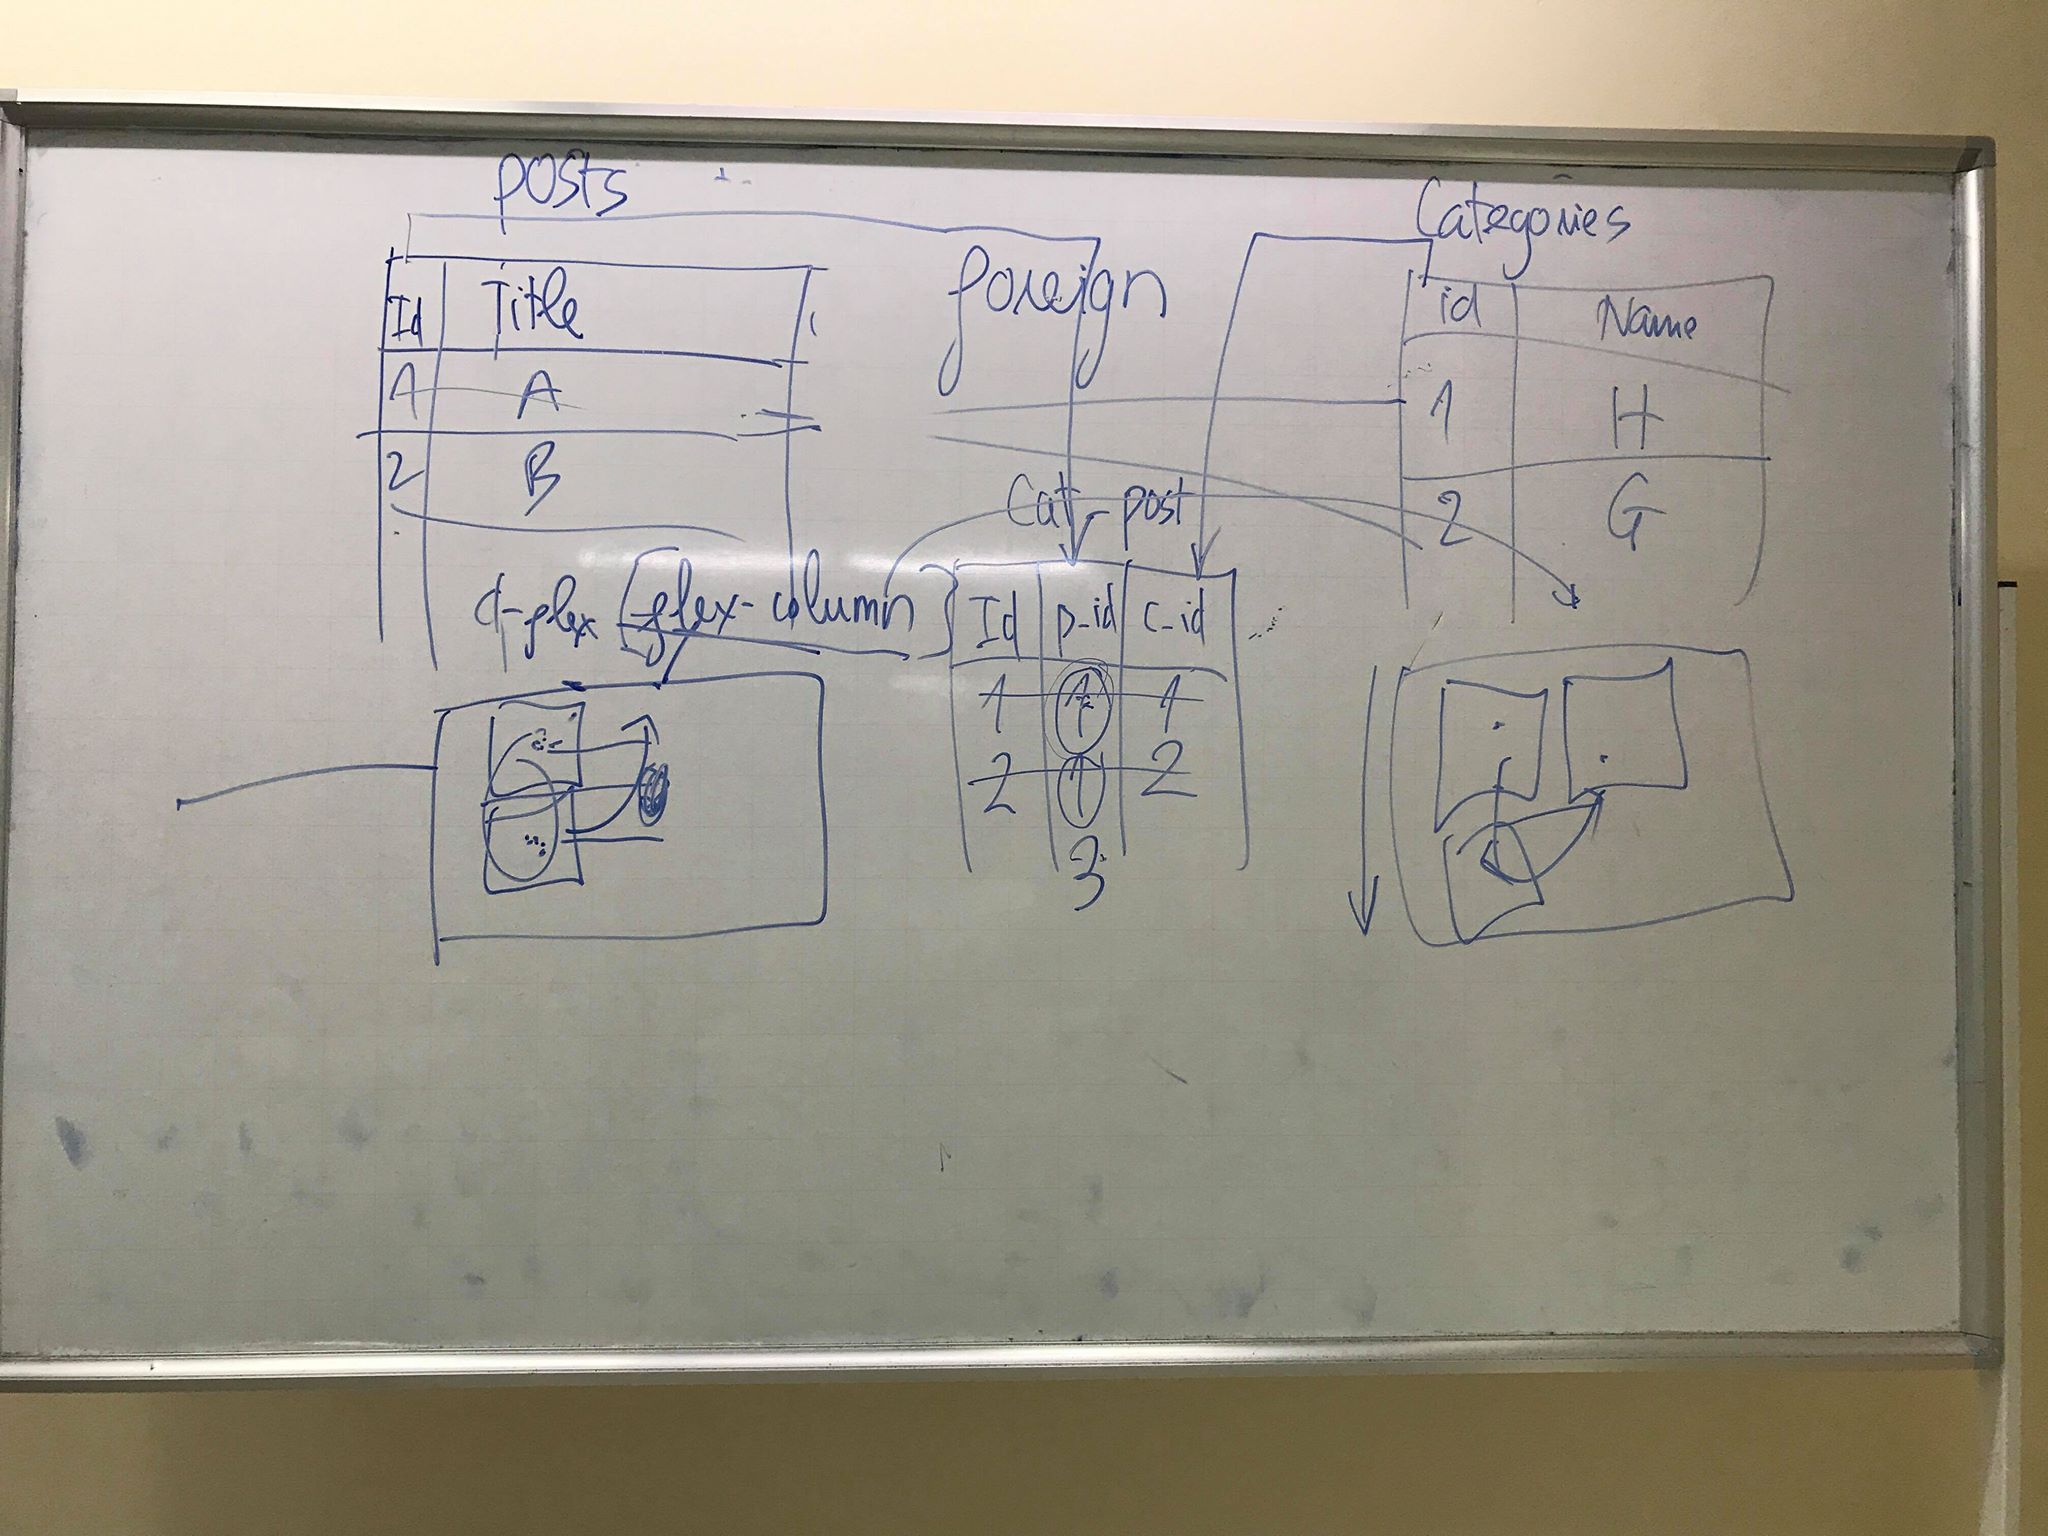 posts
Categories
Id Title
foreign
id Name
1 A
1 H
2 B
2 G
Cat_post
d-flex (flex-column)
Id p_id c_id
1 1 1
2 1 2
3